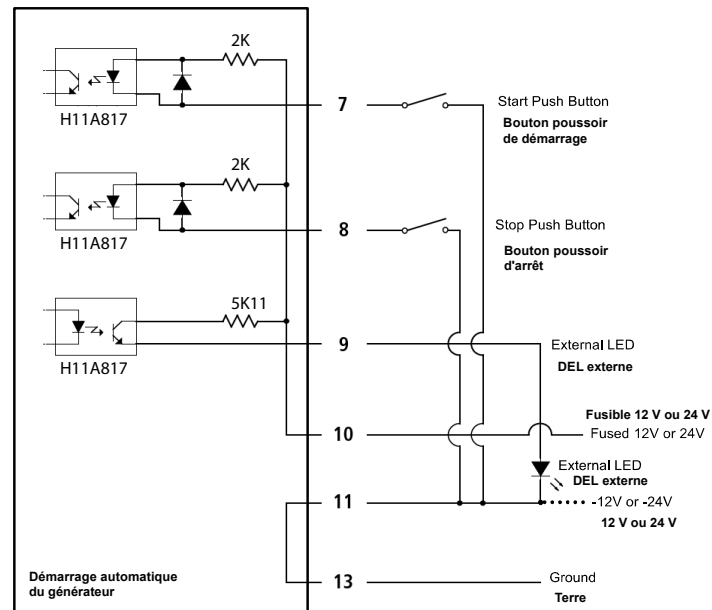 2K
H11A817
7
Start Push Button
Bouton poussoir
de démarrage
2K
H11A817
8
Stop Push Button
Bouton poussoir
d'arrêt
5K11
H11A817
9
External LED
DEL externe
Fusible 12 V ou 24 V
10
Fused 12V or 24V
External LED
DEL externe
11
-12V or -24V
12 V ou 24 V
Démarrage automatique
du générateur
13
Ground
Terre